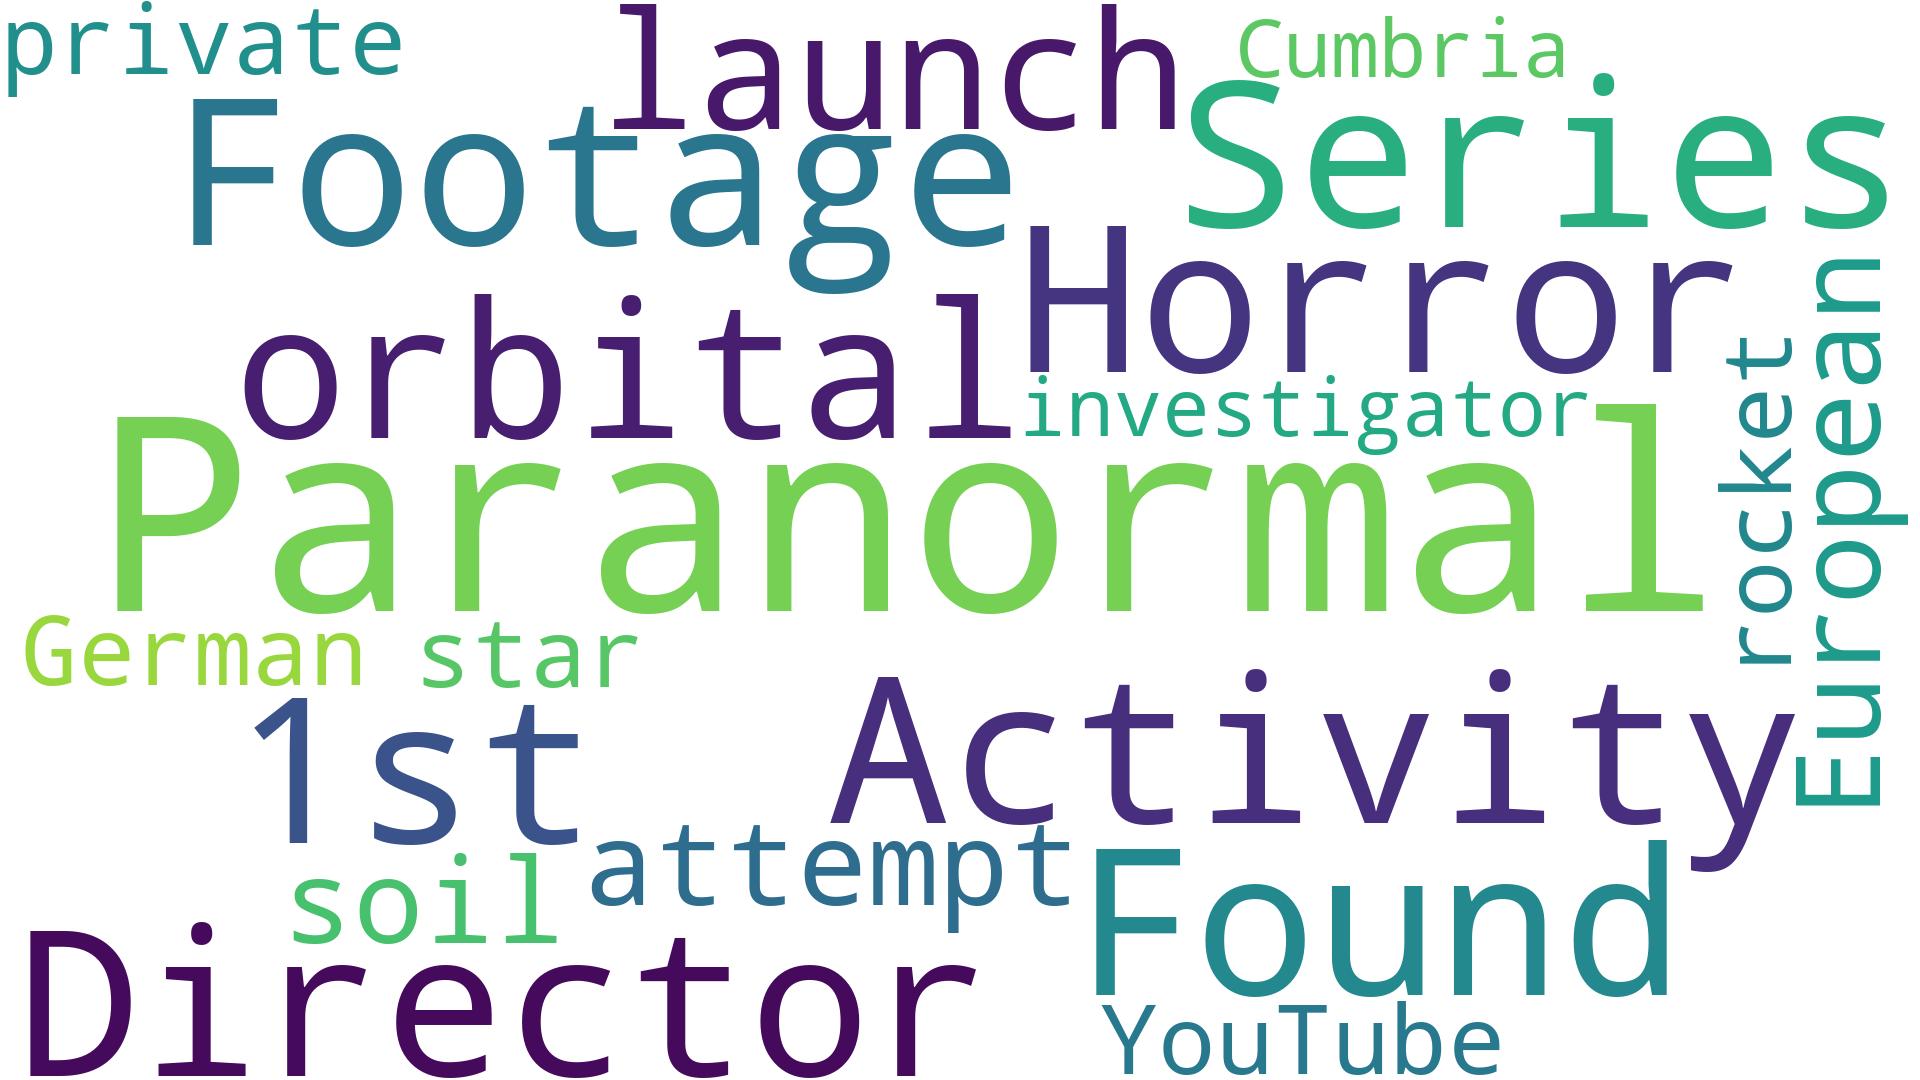 private
launch
Cumbria
Footage
Series
Horror
orbital
investigator
European
rocket
Paranormal
German
star
1st
Activity
attempt
soil
Found
Director
YouTube